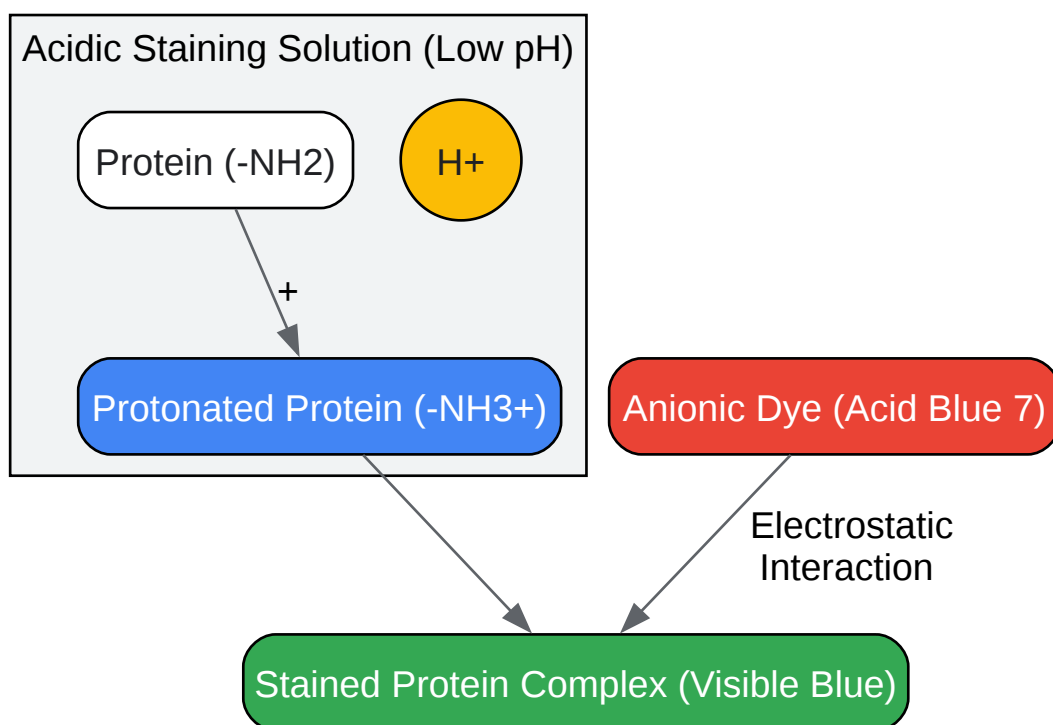 Acidic Staining Solution (Low pH)
Protein (-NH2)
H+
+
Protonated Protein (-NH3+)
Anionic Dye (Acid Blue 7)
Electrostatic
Interaction
Stained Protein Complex (Visible Blue)